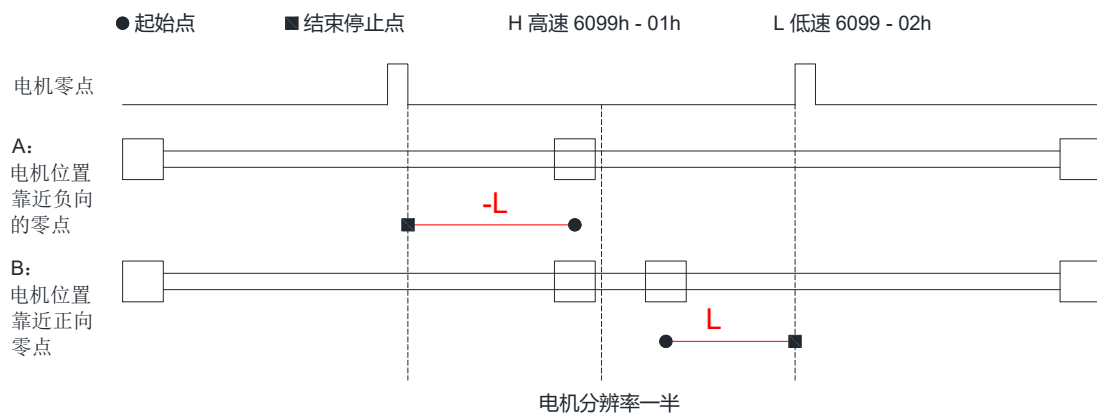 起始点 结束停止点 H 高速 6099h - 01h L 低速 6099 - 02h
电机零点
A:
电机位置
靠近负向
的零点
-L
B:
电机位置
靠近正向
零点
L
电机分辨率一半